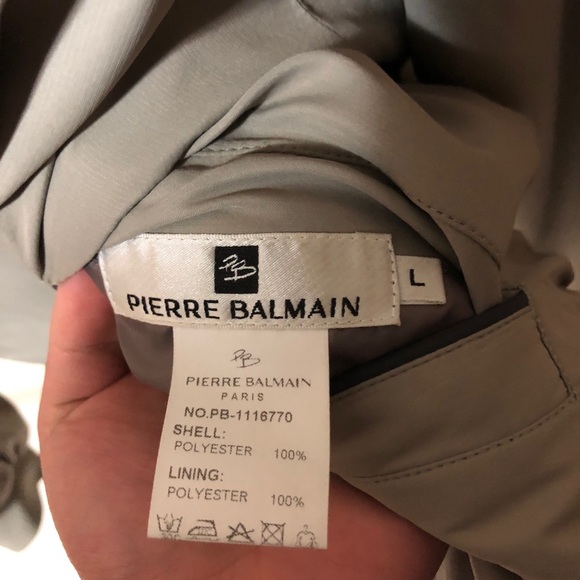 PB
PIERRE BALMAIN
L
PB
PIERRE BALMAIN
PARIS
NO.PB-1116770
SHELL:
POLYESTER 100%
LINING:
POLYESTER 100%